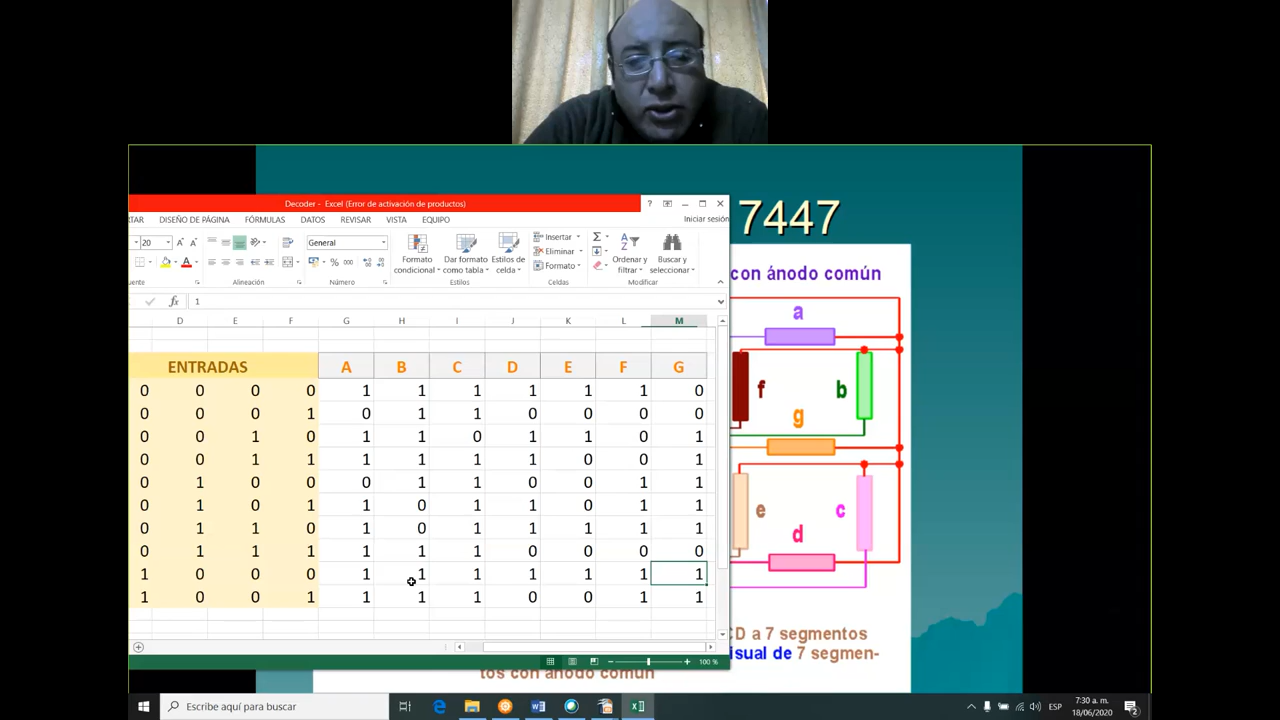 7447
Decoder - Excel (Error de activación de productos)
?
TAR DISEÑO DE PÁGINA FÓRMULAS DATOS REVISAR VISTA EQUIPO
Iniciar sesión
20 A A General Formato condicional Dar formato como tabla Estilos de celda Insertar Eliminar Formato Ordenar y filtrar Buscar y seleccionar
% 000
uente Alineación Número Estilos Celdas Modificar
fx 1
D E F G H I J K L M
ENTRADAS A B C D E F G
0 0 0 0 1 1 1 1 1 1 0
0 0 0 1 0 1 1 0 0 0 0
0 0 1 0 1 1 0 1 1 0 1
0 0 1 1 1 1 1 1 0 0 1
0 1 0 0 0 1 1 0 0 1 1
0 1 0 1 1 0 1 1 0 1 1
0 1 1 0 1 0 1 1 1 1 1
0 1 1 1 1 1 1 0 0 0 0
1 0 0 0 1 1 1 1 1 1 1
1 0 0 1 1 1 1 0 0 1 1
100 %
con ánodo común
a
f b
g
e c
d
CD a 7 segmentos
isual de 7 segmen-
tos con ánodo común
Escribe aquí para buscar
ESP
7:30 a. m.
18/06/2020
2